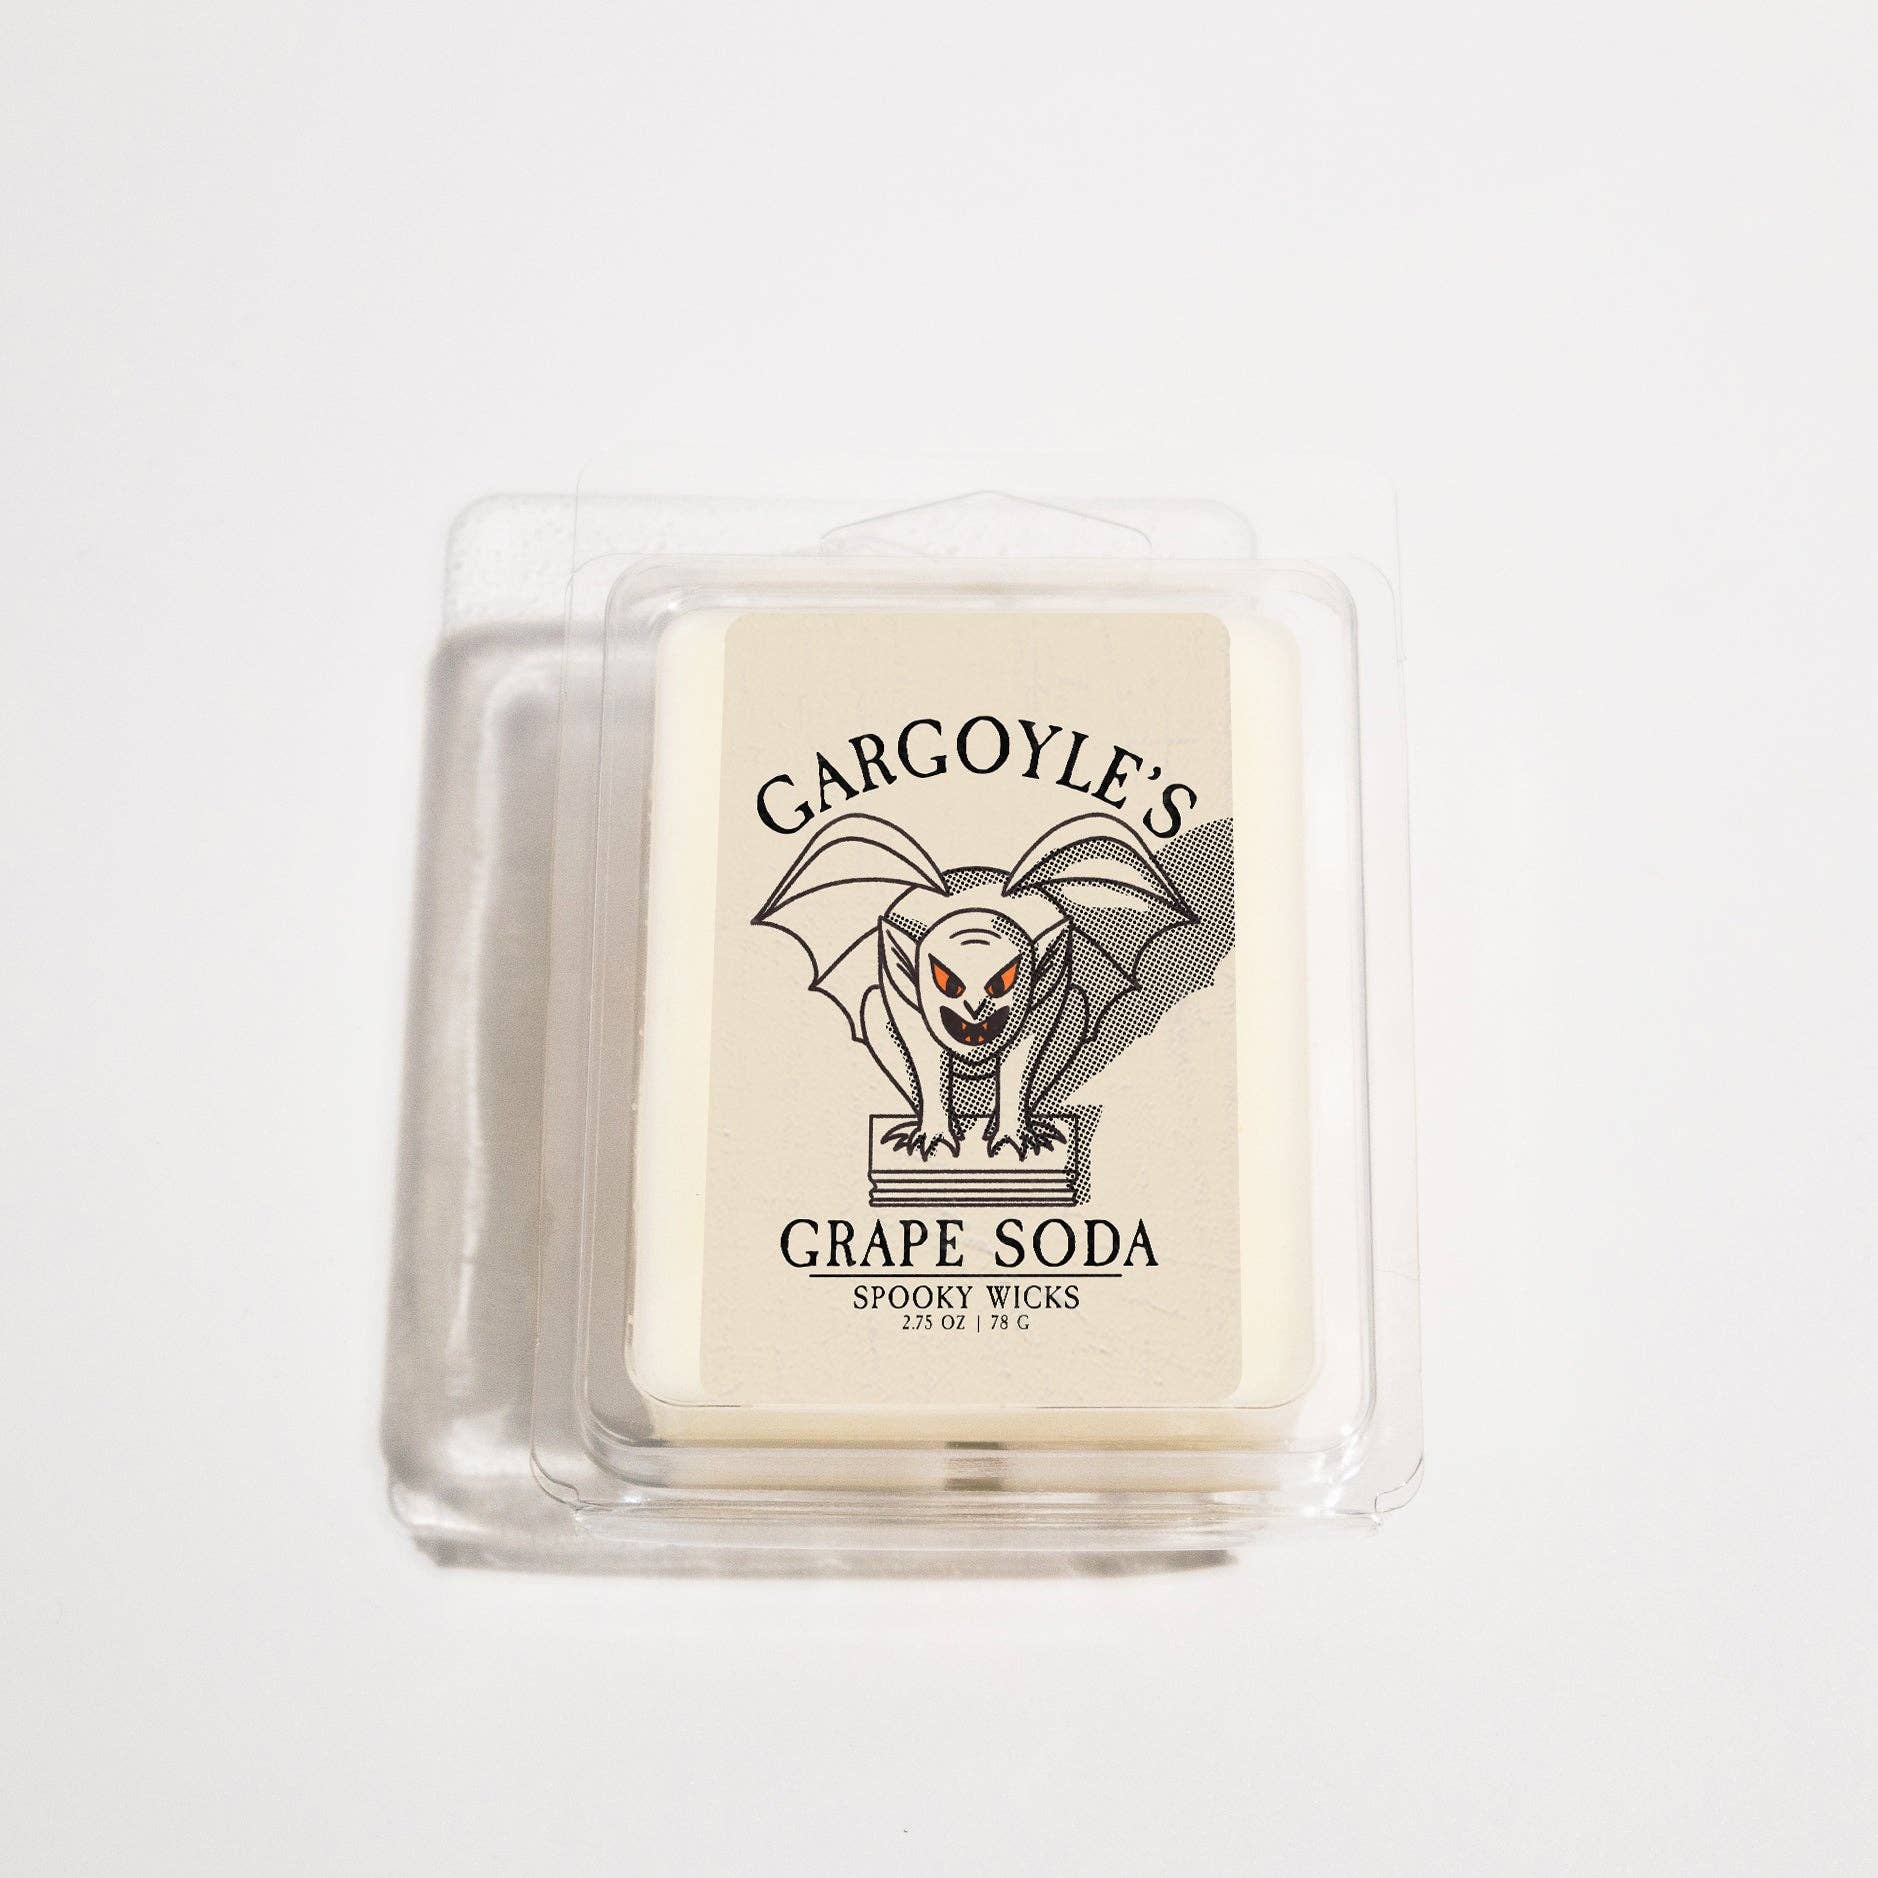 GARGOYLE'S
GRAPE SODA
SPOOKY WICKS
2.75 OZ | 78 G